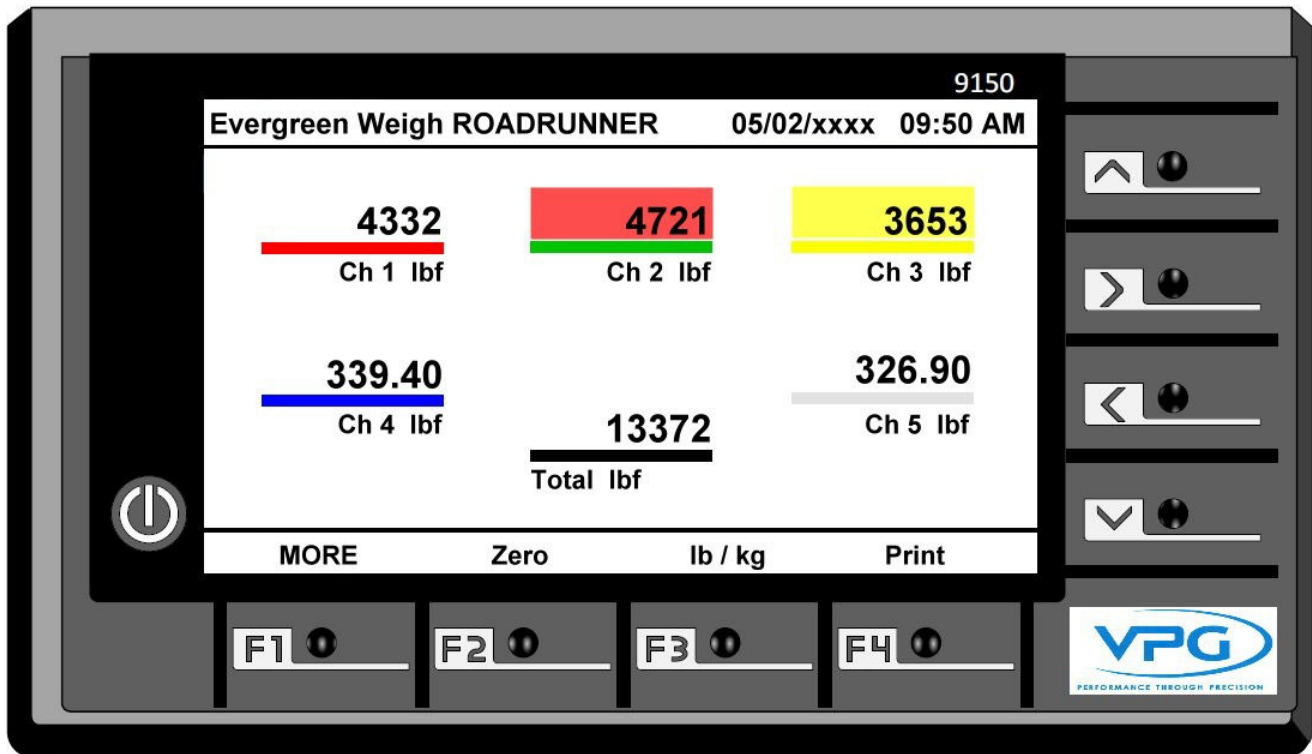 9150
Evergreen Weigh ROADRUNNER 05/02/xxxx 09:50 AM
4332 4721 3653
Ch 1 lbf Ch 2 lbf Ch 3 lbf
339.40 326.90
Ch 4 lbf 13372 Ch 5 lbf
Total lbf
MORE Zero lb / kg Print
F1 F2 F3 F4
VPG
PERFORMANCE THROUGH PRECISION